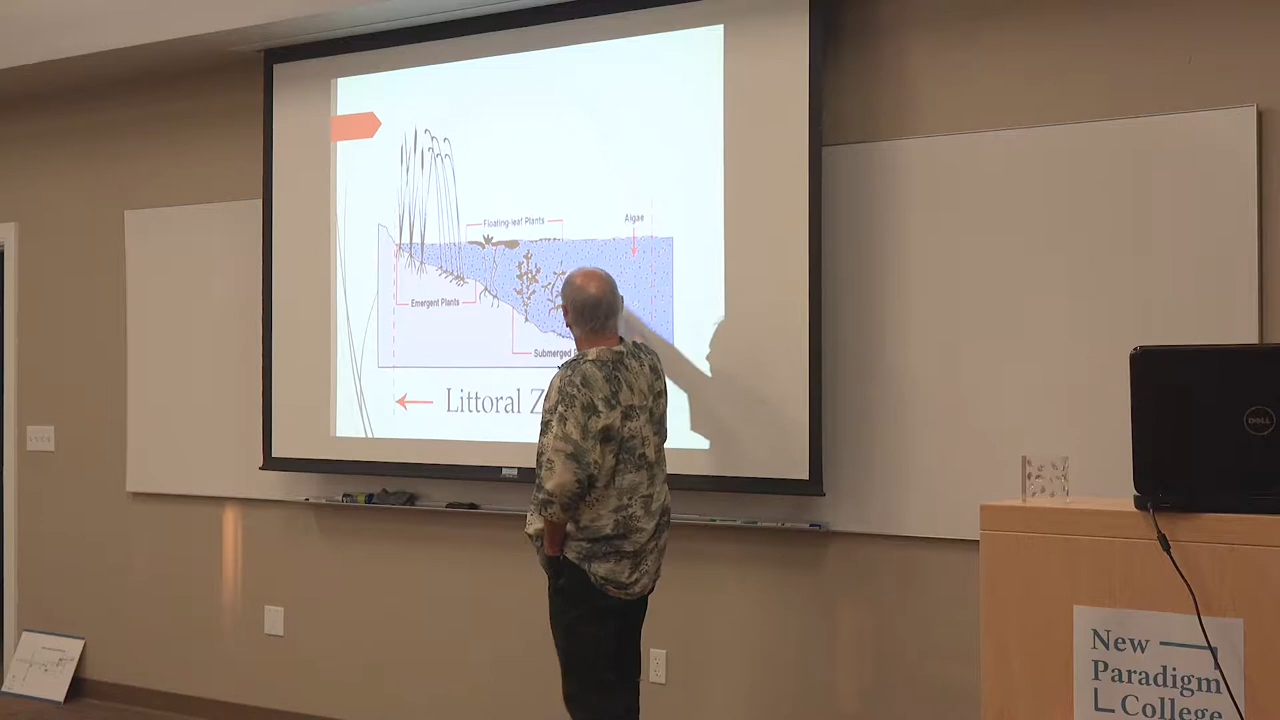 Floating-leaf Plants
Algae
Emergent Plants
Submerged
Littoral
DELL
New
Paradigm
College